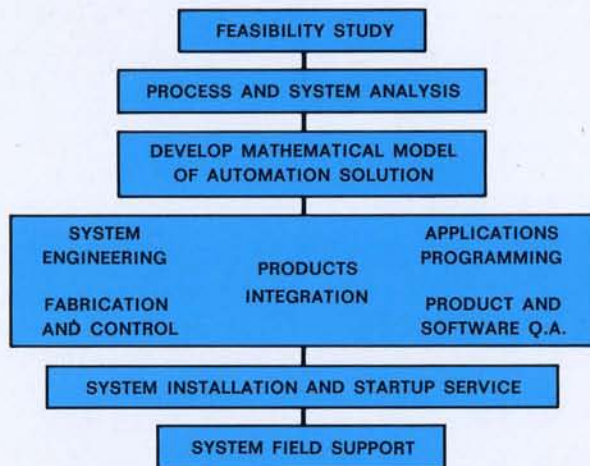 FEASIBILITY STUDY
PROCESS AND SYSTEM ANALYSIS
DEVELOP MATHEMATICAL MODEL
OF AUTOMATION SOLUTION
SYSTEM
ENGINEERING
APPLICATIONS
PROGRAMMING
PRODUCTS
INTEGRATION
FABRICATION
AND CONTROL
PRODUCT AND
SOFTWARE Q.A.
SYSTEM INSTALLATION AND STARTUP SERVICE
SYSTEM FIELD SUPPORT